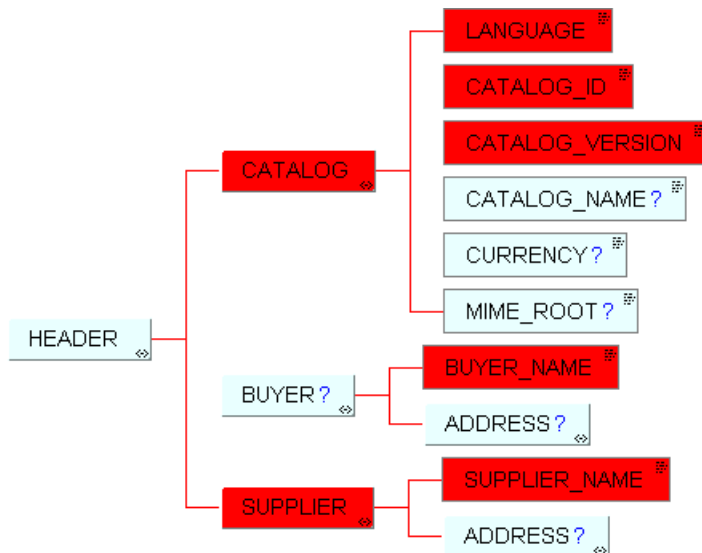 LANGUAGE
CATALOG_ID
CATALOG_VERSION
CATALOG
CATALOG_NAME?
CURRENCY?
MIME_ROOT?
HEADER
BUYER_NAME
BUYER?
ADDRESS?
SUPPLIER_NAME
SUPPLIER
ADDRESS?